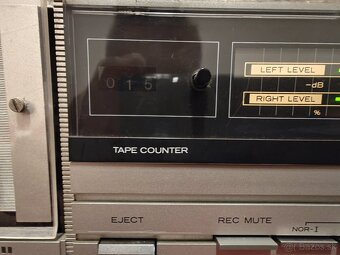 015
LEFT LEVEL
-dB
RIGHT LEVEL
%
TAPE COUNTER
EJECT
REC MUTE
NOR-I